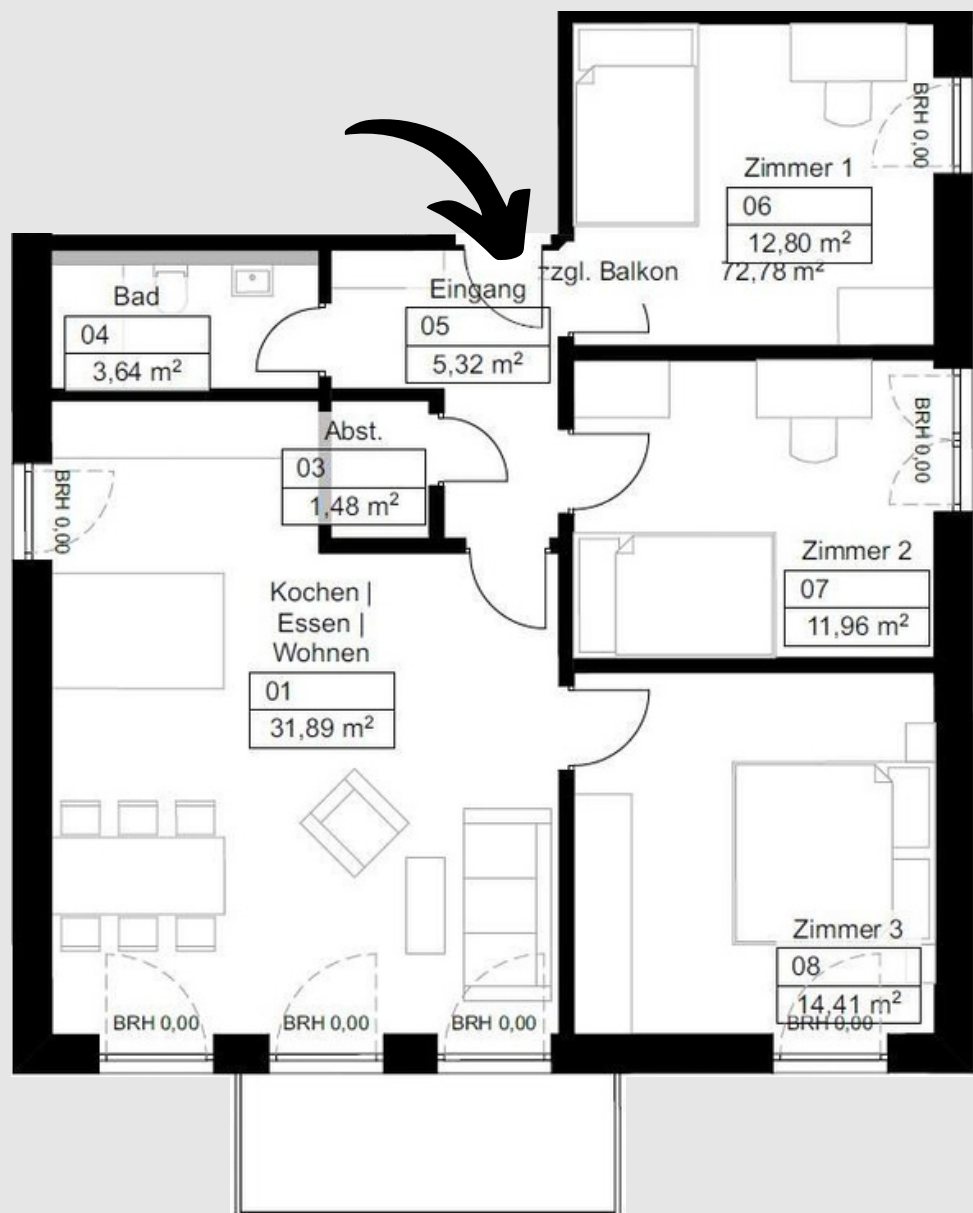 BRH 0,00
Zimmer 1
06
12,80 m²
zzgl. Balkon 72,78 m²
Bad
04
3,64 m²
Eingang
05
5,32 m²
Abst.
03
1,48 m²
BRH 0,00
BRH 0,00
Zimmer 2
07
11,96 m²
Kochen |
Essen |
Wohnen
01
31,89 m²
Zimmer 3
08
14,41 m²
BRH 0,00
BRH 0,00
BRH 0,00
BRH 0,00